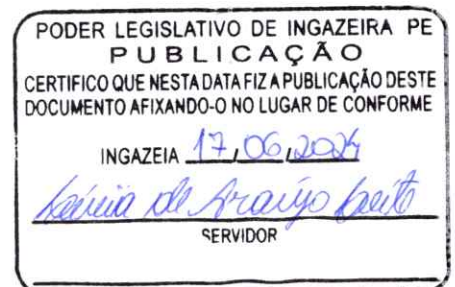 PODER LEGISLATIVO DE INGAZEIRA PE
PUBLICAÇÃO
CERTIFICO QUE NESTA DATA FIZ A PUBLICAÇÃO DESTE
DOCUMENTO AFIXANDO-O NO LUGAR DE CONFORME
INGAZEIA 17,06,2024
de Araújo Leite
SERVIDOR